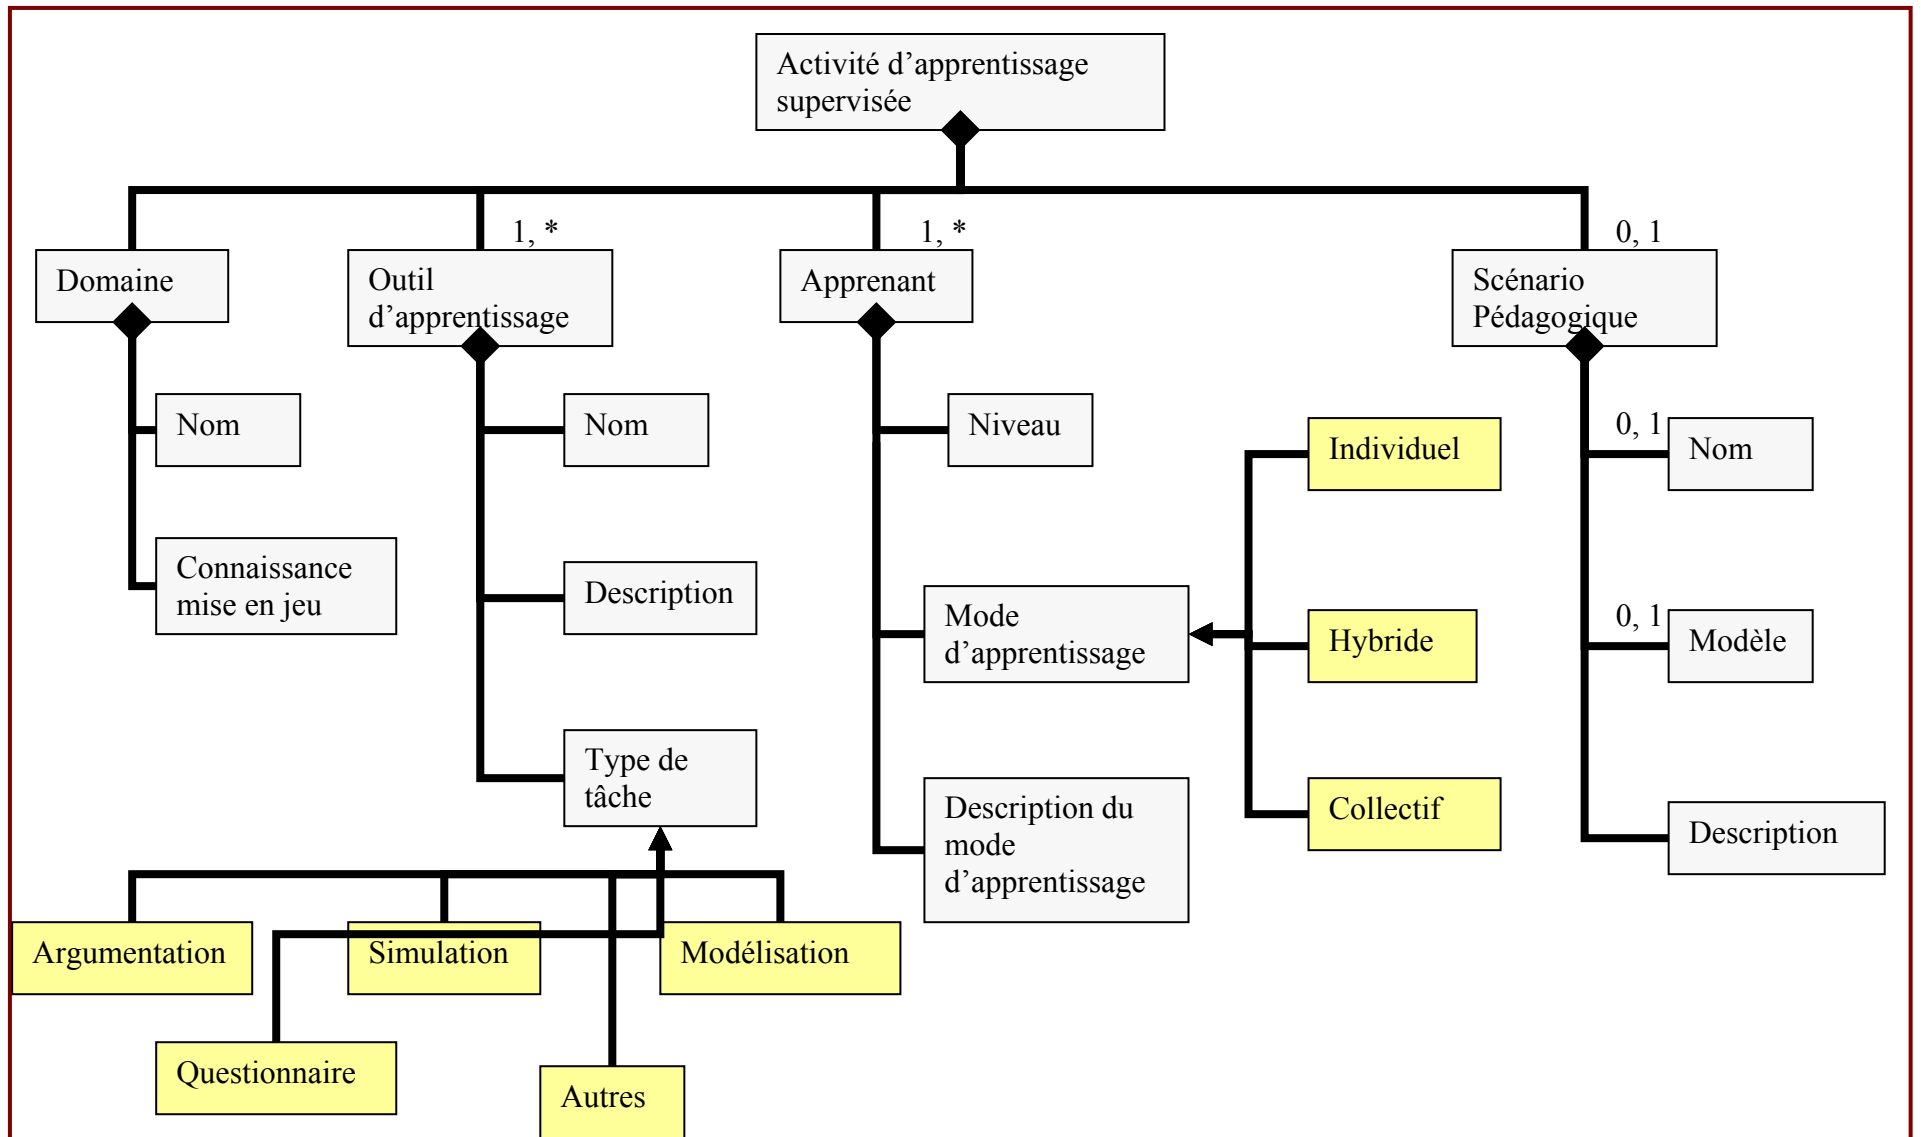 Activité d’apprentissage
supervisée
1, *
1, *
0, 1
Domaine
Outil
d’apprentissage
Apprenant
Scénario
Pédagogique
Nom
Nom
Niveau
Individuel
0, 1
Nom
Connaissance
mise en jeu
Description
Mode
d’apprentissage
Hybride
0, 1
Modèle
Type de
tâche
Description du
mode
d’apprentissage
Collectif
Description
Argumentation
Simulation
Modélisation
Questionnaire
Autres